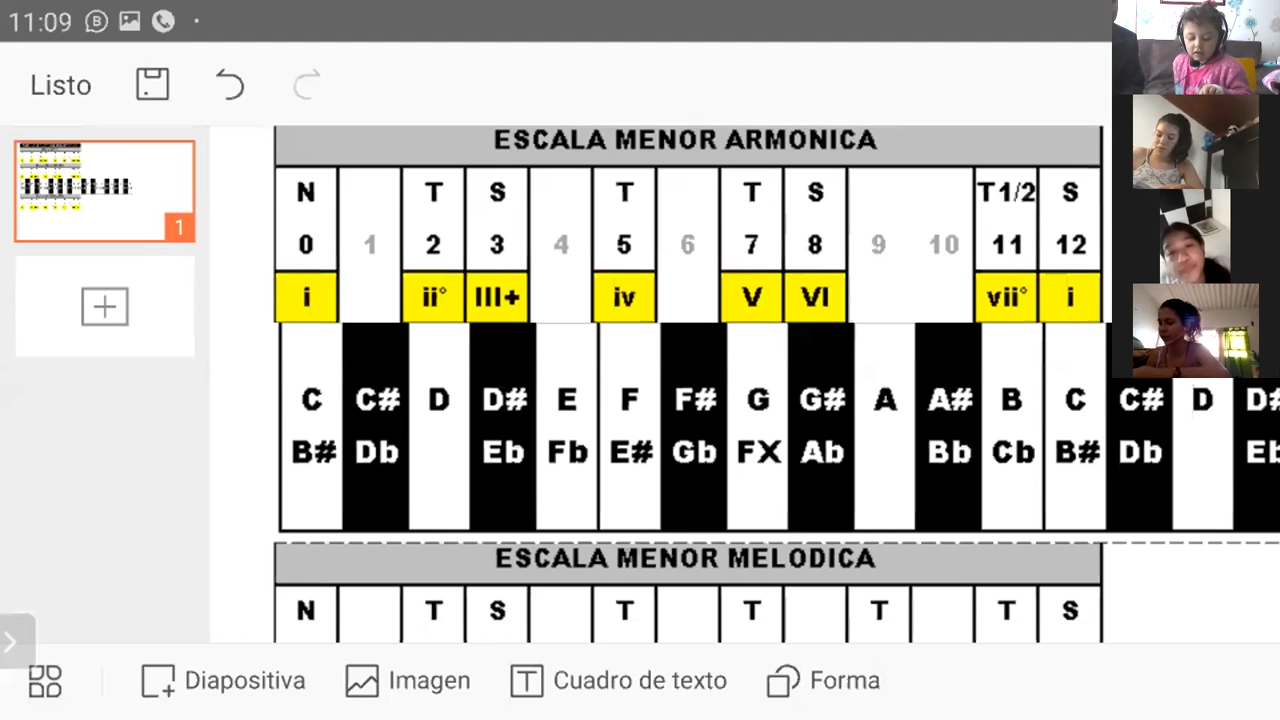 11:09
Listo
1
ESCALA MENOR ARMONICA
N T S T T S T1/2 S
0 1 2 3 4 5 6 7 8 9 10 11 12
i ii° III+ iv V VI vii° i
C C# D D# E F F# G G# A A# B C C# D D#
B# Db Eb Fb E# Gb FX Ab Bb Cb B# Db Eb
ESCALA MENOR MELODICA
N T S T T T T S
Diapositiva Imagen Cuadro de texto Forma